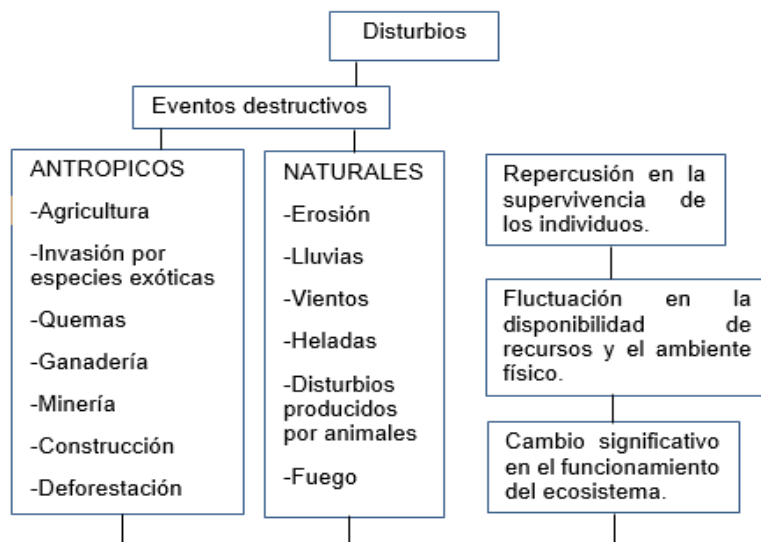 Disturbios
Eventos destructivos
ANTROPICOS
-Agricultura
-Invasión por
especies exóticas
-Quemas
-Ganadería
-Minería
-Construcción
-Deforestación
NATURALES
-Erosión
-Lluvias
-Vientos
-Heladas
-Disturbios
producidos
por animales
-Fuego
Repercusión en la
supervivencia de
los individuos.
Fluctuación en la
disponibilidad de
recursos y el ambiente
físico.
Cambio significativo
en el funcionamiento
del ecosistema.